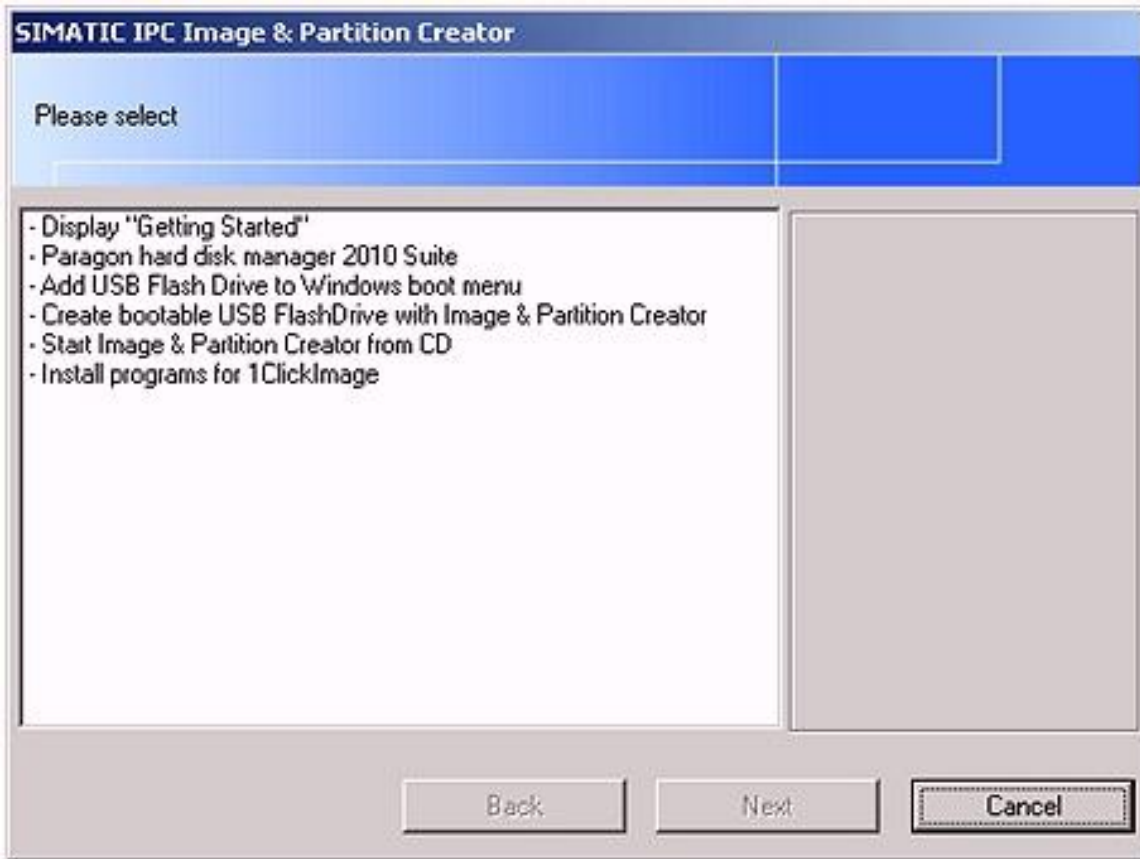 SIMATIC IPC Image & Partition Creator
Please select
- Display "Getting Started"
- Paragon hard disk manager 2010 Suite
- Add USB Flash Drive to Windows boot menu
- Create bootable USB FlashDrive with Image & Partition Creator
- Start Image & Partition Creator from CD
- Install programs for 1ClickImage
Back
Next
Cancel